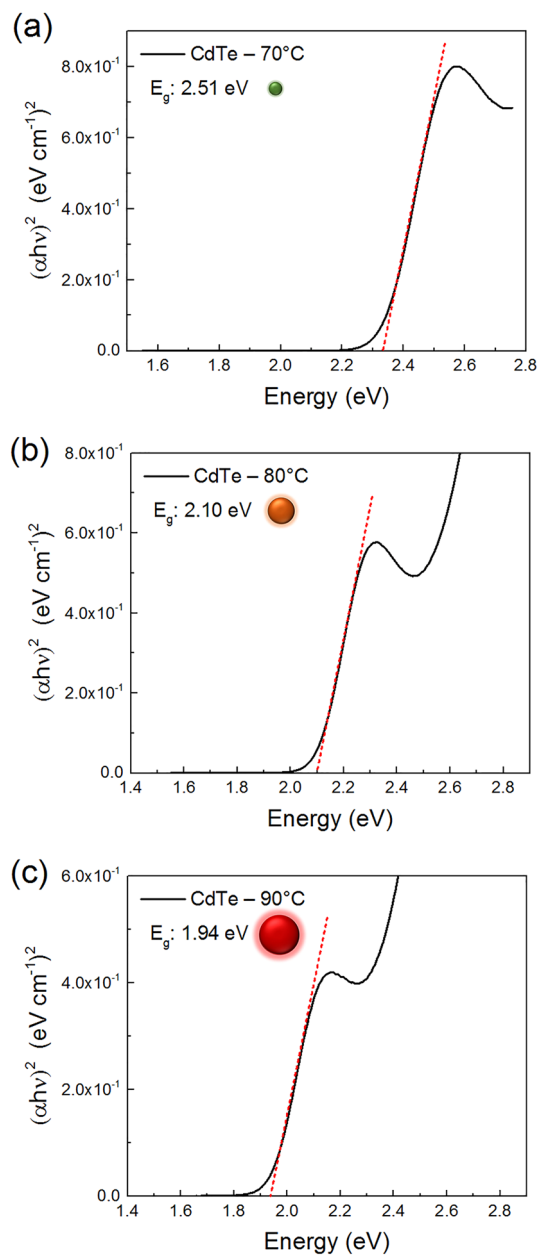 (a)
CdTe – 70°C
E_g: 2.51 eV
8.0x10⁻¹
6.0x10⁻¹
4.0x10⁻¹
2.0x10⁻¹
0.0
(αhν)² (eV cm⁻¹)²
1.6 1.8 2.0 2.2 2.4 2.6 2.8
Energy (eV)
(b)
CdTe – 80°C
E_g: 2.10 eV
8.0x10⁻¹
6.0x10⁻¹
4.0x10⁻¹
2.0x10⁻¹
0.0
(αhν)² (eV cm⁻¹)²
1.4 1.6 1.8 2.0 2.2 2.4 2.6 2.8
Energy (eV)
(c)
CdTe – 90°C
E_g: 1.94 eV
6.0x10⁻¹
4.0x10⁻¹
2.0x10⁻¹
0.0
(αhν)² (eV cm⁻¹)²
1.4 1.6 1.8 2.0 2.2 2.4 2.6 2.8
Energy (eV)